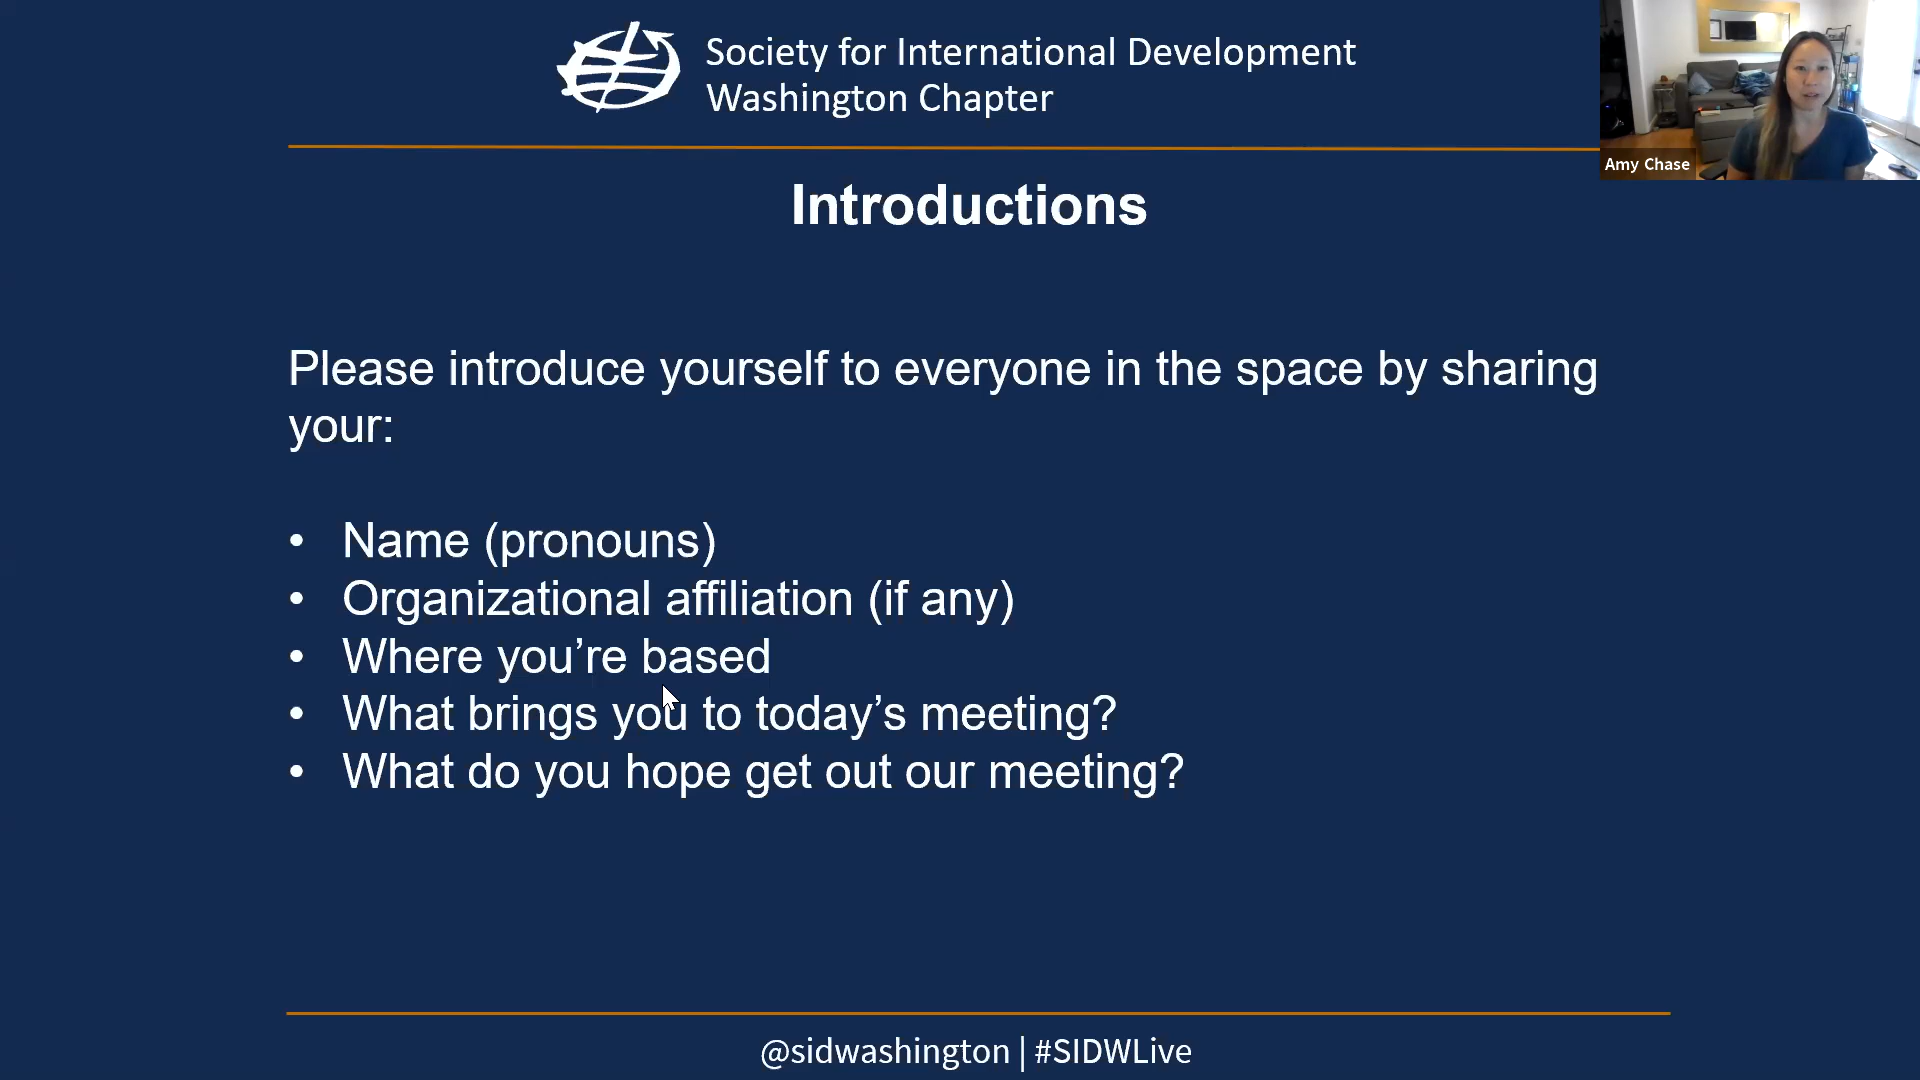 Society for International Development
Washington Chapter
Amy Chase
Introductions
Please introduce yourself to everyone in the space by sharing
your:
• Name (pronouns)
• Organizational affiliation (if any)
• Where you’re based
• What brings you to today’s meeting?
• What do you hope get out our meeting?
@sidwashington | #SIDWLive